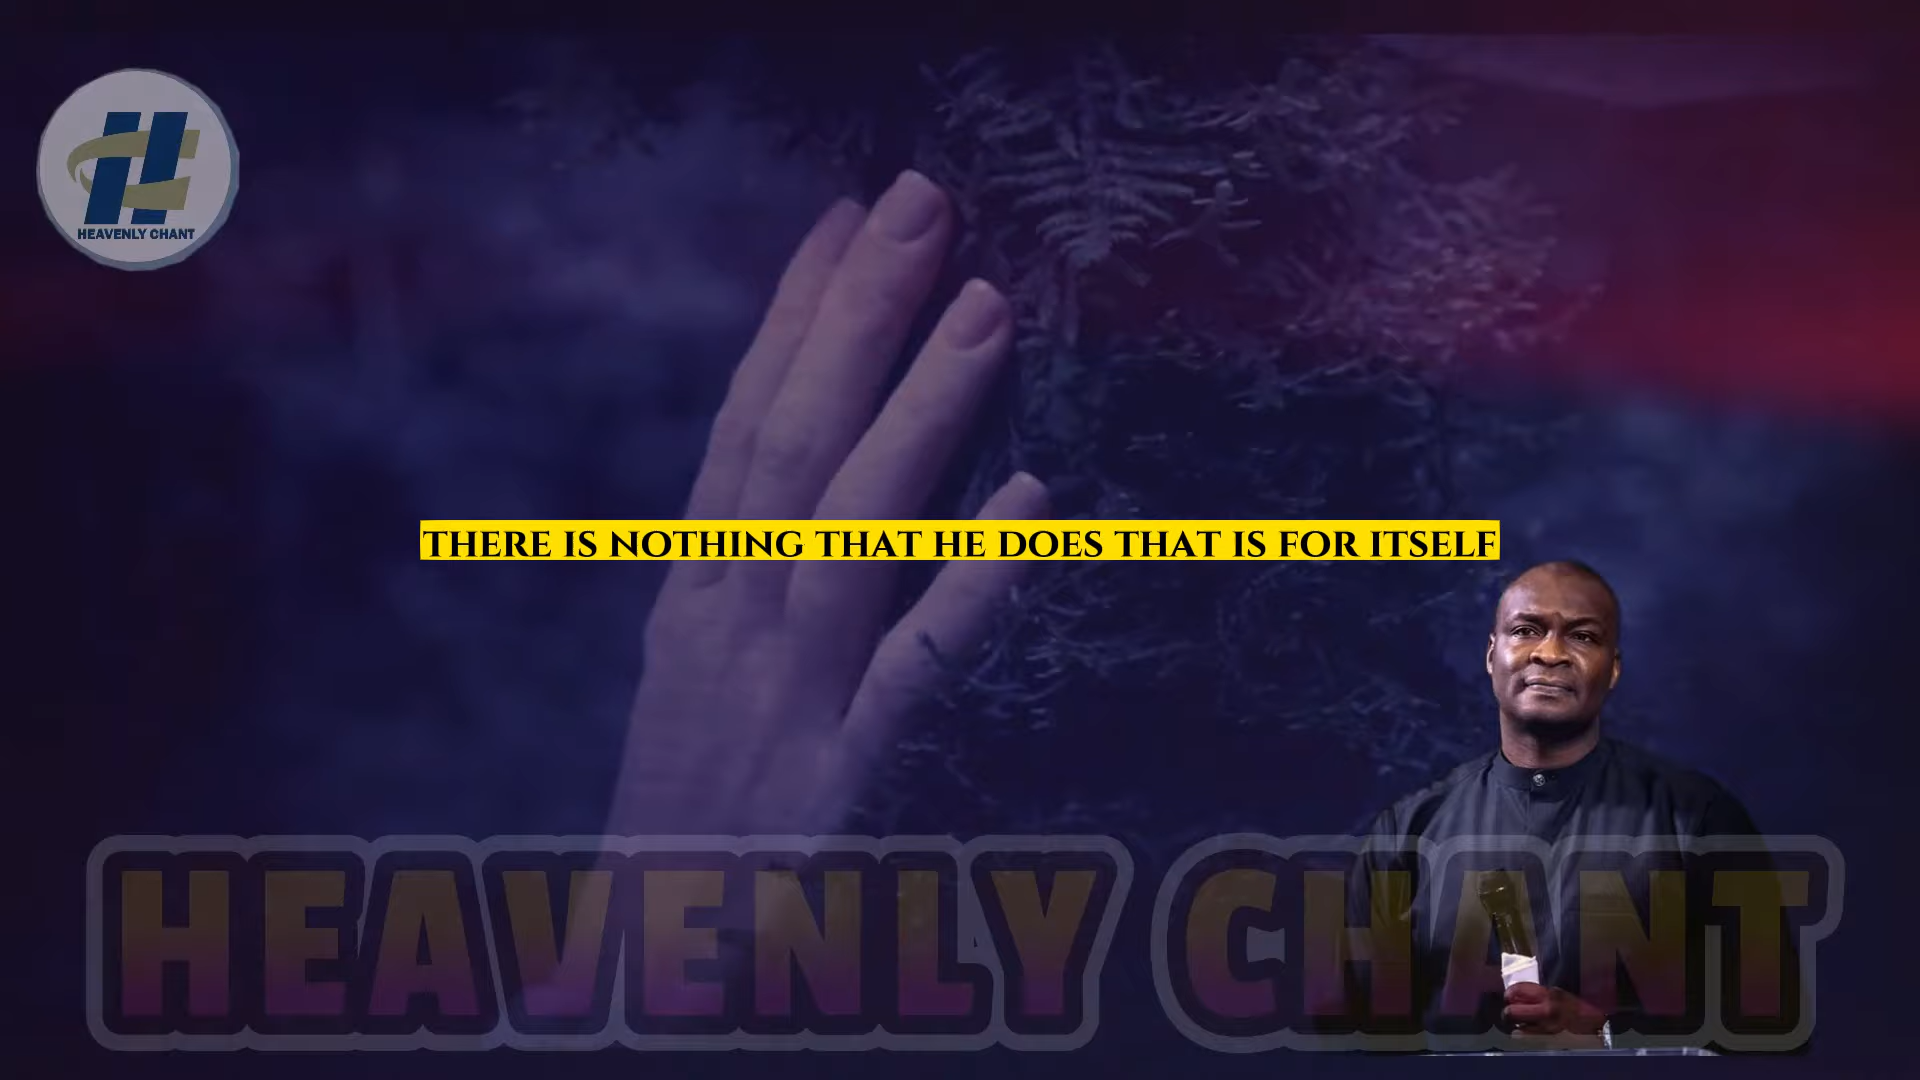 HEAVENLY CHANT
THERE IS NOTHING THAT HE DOES THAT IS FOR ITSELF
HEAVENLY CHANT